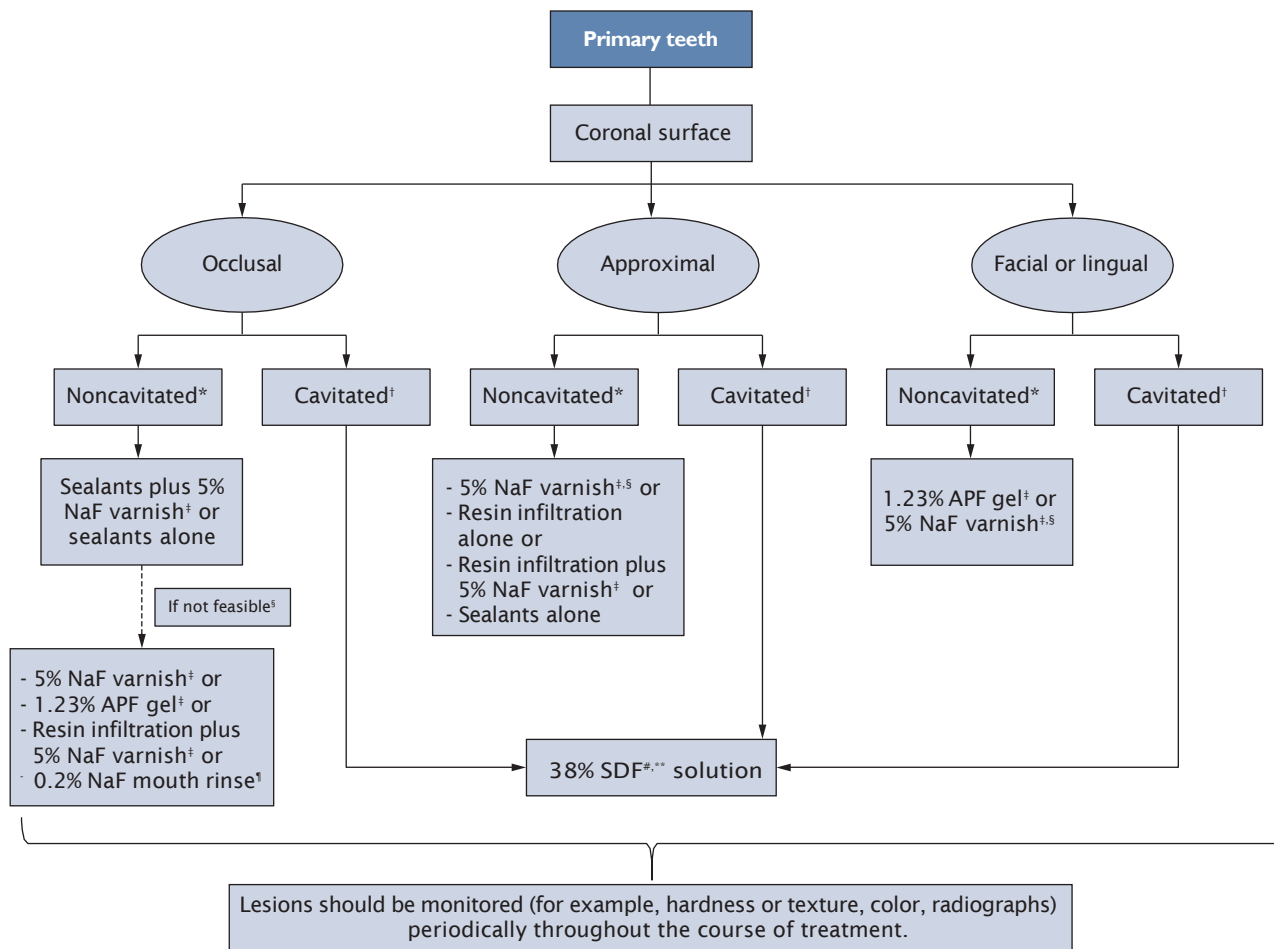 Primary teeth
Coronal surface
Occlusal
Approximal
Facial or lingual
Noncavitated*
Cavitated†
Noncavitated*
Cavitated†
Noncavitated*
Cavitated†
Sealants plus 5%
NaF varnish‡ or
sealants alone
- 5% NaF varnish‡,§ or
- Resin infiltration
alone or
- Resin infiltration plus
5% NaF varnish‡ or
- Sealants alone
1.23% APF gel‡ or
5% NaF varnish‡,§
If not feasible§
- 5% NaF varnish‡ or
- 1.23% APF gel‡ or
- Resin infiltration plus
5% NaF varnish‡ or
- 0.2% NaF mouth rinse¶
38% SDF#,** solution
Lesions should be monitored (for example, hardness or texture, color, radiographs)
periodically throughout the course of treatment.